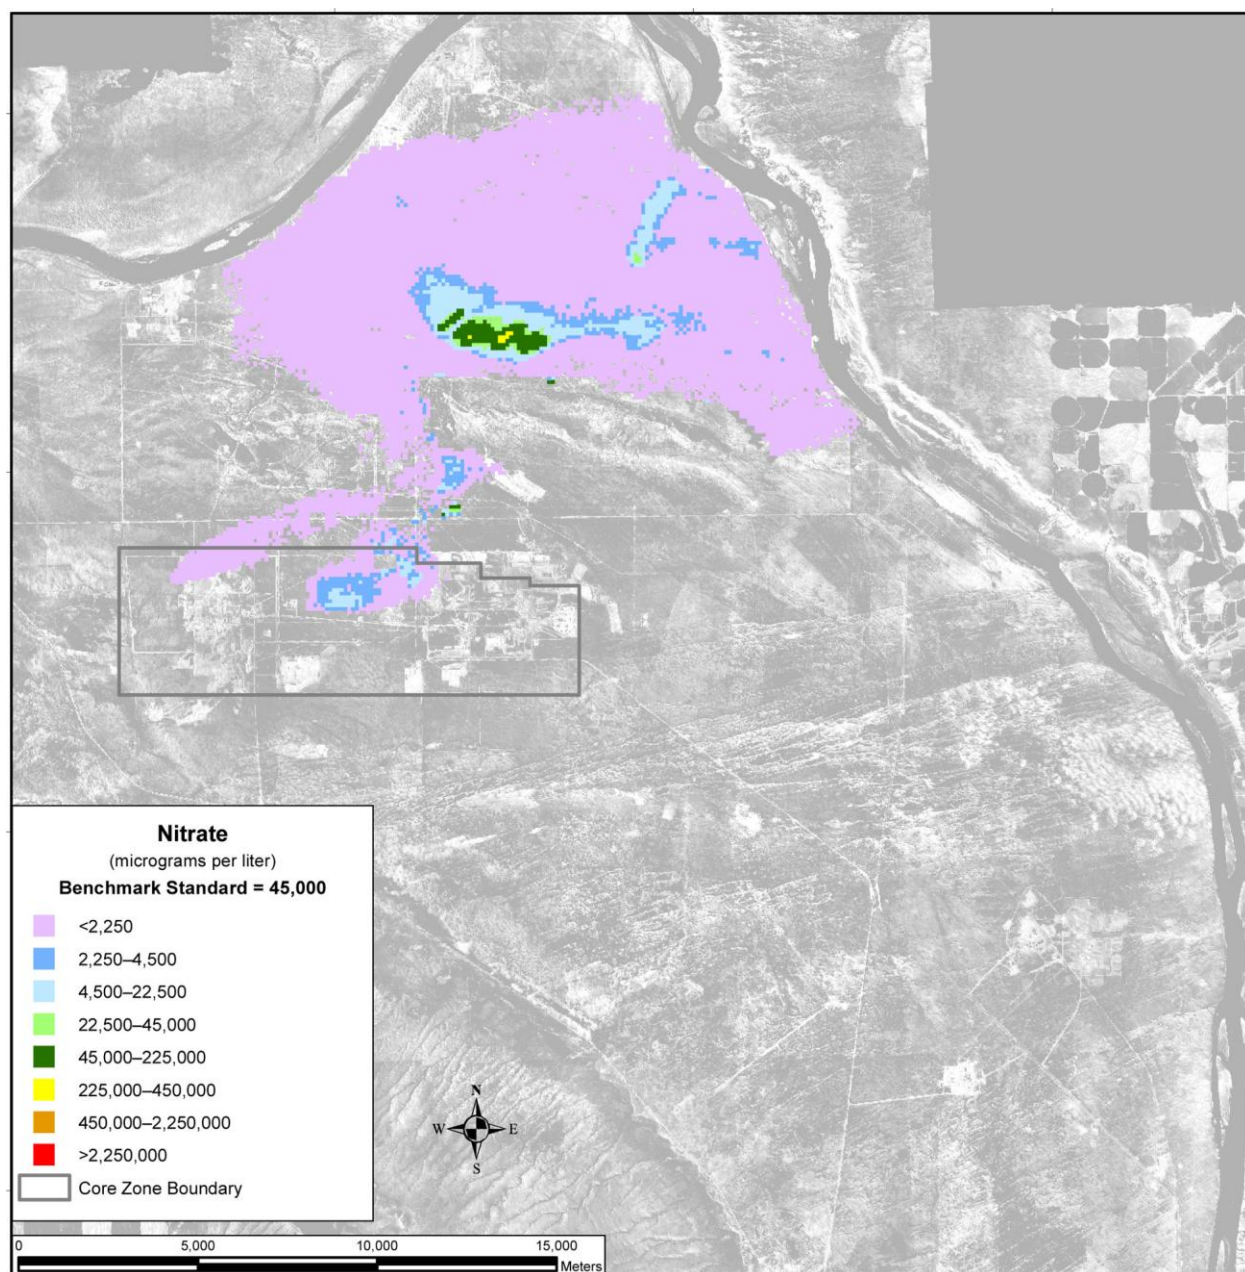 Nitrate
(micrograms per liter)
Benchmark Standard = 45,000
<2,250
2,250–4,500
4,500–22,500
22,500–45,000
45,000–225,000
225,000–450,000
450,000–2,250,000
>2,250,000
Core Zone Boundary
N
W E
S
0 5,000 10,000 15,000
Meters